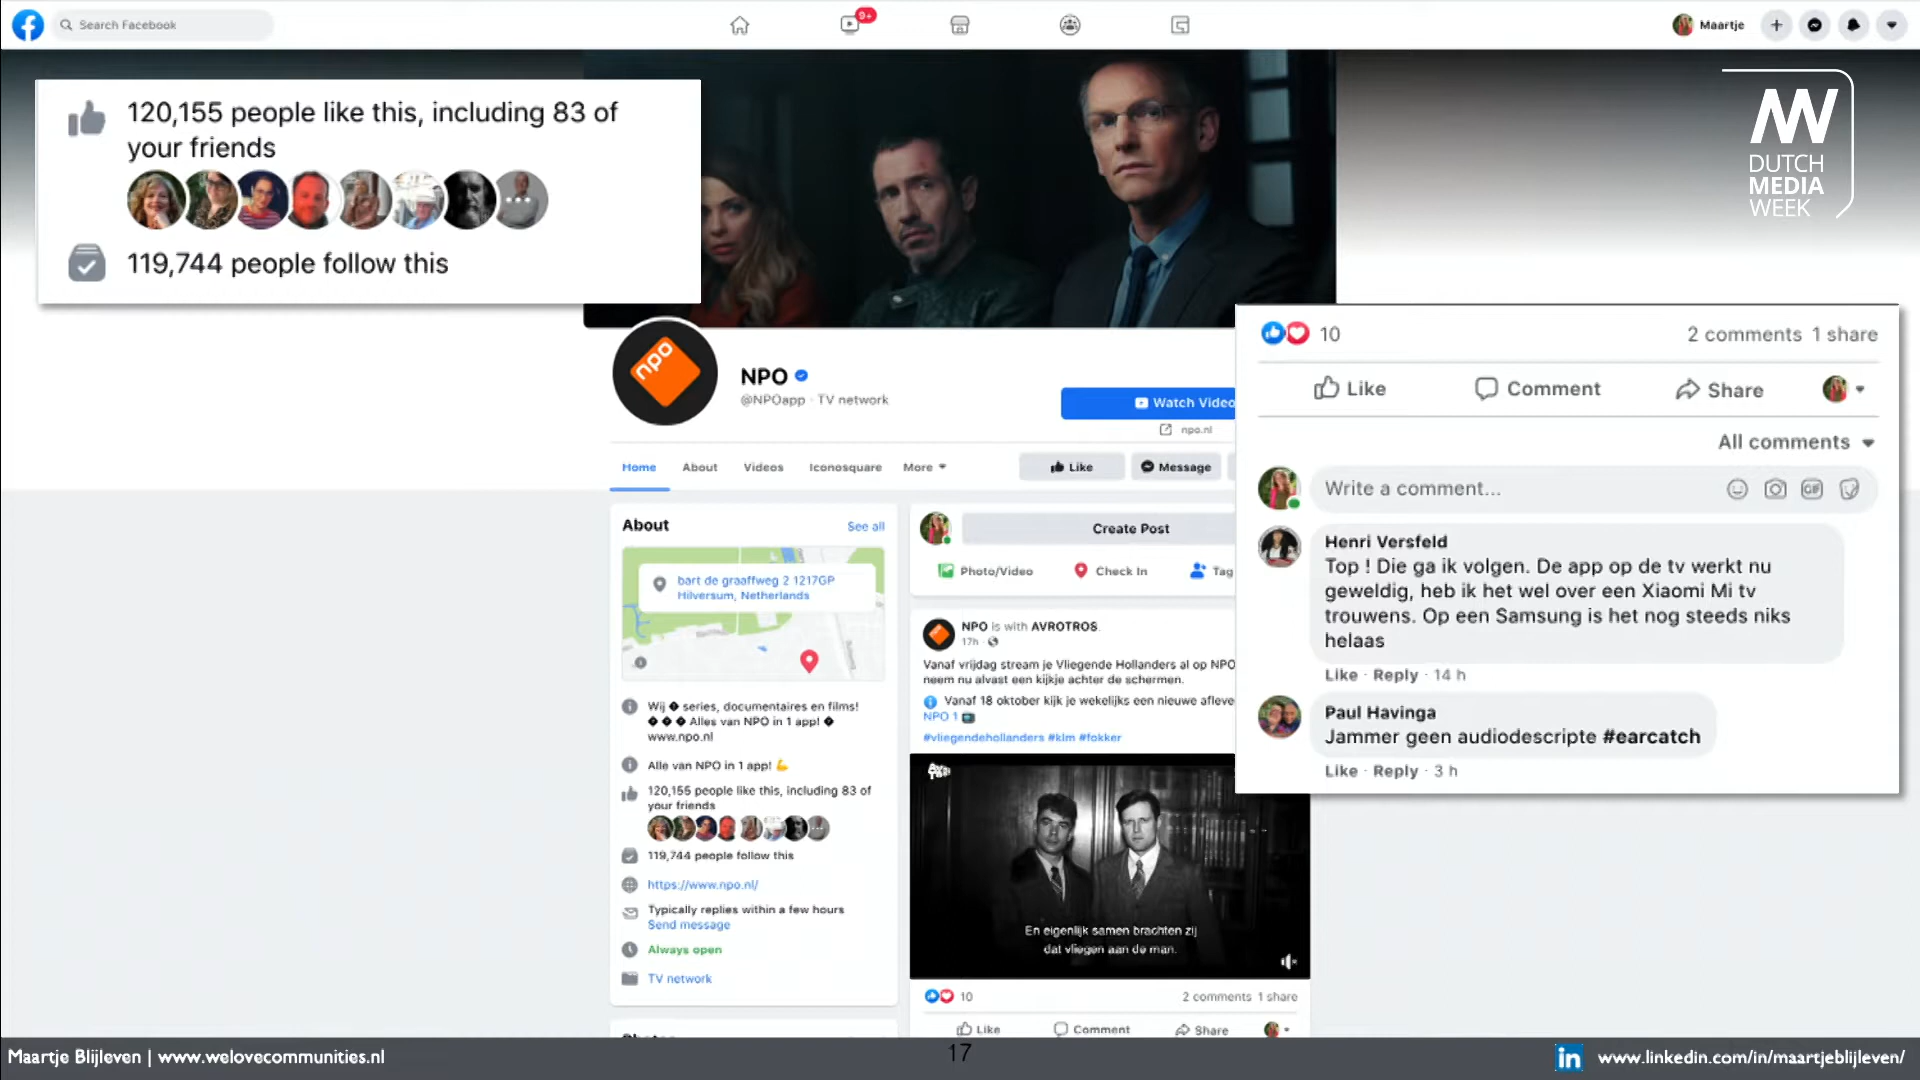 Search Facebook
9+
Maartje
120,155 people like this, including 83 of
your friends
119,744 people follow this
DUTCH
MEDIA
WEEK
npo
NPO
@NPOapp · TV network
Watch Video
npo.nl
Home
About
Videos
Iconosquare
More
Like
Message
About
See all
bart de graaffweg 2 1217GP
Hilversum, Netherlands
Wij � series, documentaires en films!
� � � Alles van NPO in 1 app! �
www.npo.nl
Alle van NPO in 1 app! 💪
120,155 people like this, including 83 of
your friends
119,744 people follow this
https://www.npo.nl/
Typically replies within a few hours
Send message
Always open
TV network
Create Post
Photo/Video
Check In
Tag
NPO is with AVROTROS.
17h ·
Vanaf vrijdag stream je Vliegende Hollanders al op NPO
neem nu alvast een kijkje achter de schermen.
Vanaf 18 oktober kijk je wekelijks een nieuwe afleve
NPO 1
#vliegendehollanders #klm #fokker
En eigenlijk samen brachten zij
dat vliegen aan de man.
10
2 comments 1 share
Like
Comment
Share
10
2 comments 1 share
Like
Comment
Share
All comments
Write a comment...
GIF
Henri Versfeld
Top ! Die ga ik volgen. De app op de tv werkt nu
geweldig, heb ik het wel over een Xiaomi Mi tv
trouwens. Op een Samsung is het nog steeds niks
helaas
Like · Reply · 14 h
Paul Havinga
Jammer geen audiodescripte #earcatch
Like · Reply · 3 h
Maartje Blijleven | www.welovecommunities.nl
17
in www.linkedin.com/in/maartjeblijleven/